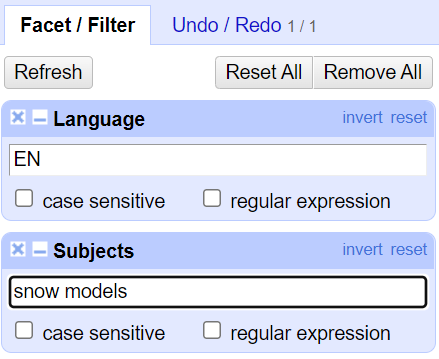 Facet / Filter Undo / Redo 1 / 1
Refresh Reset All Remove All
Language invert reset
EN
case sensitive regular expression
Subjects invert reset
snow models
case sensitive regular expression